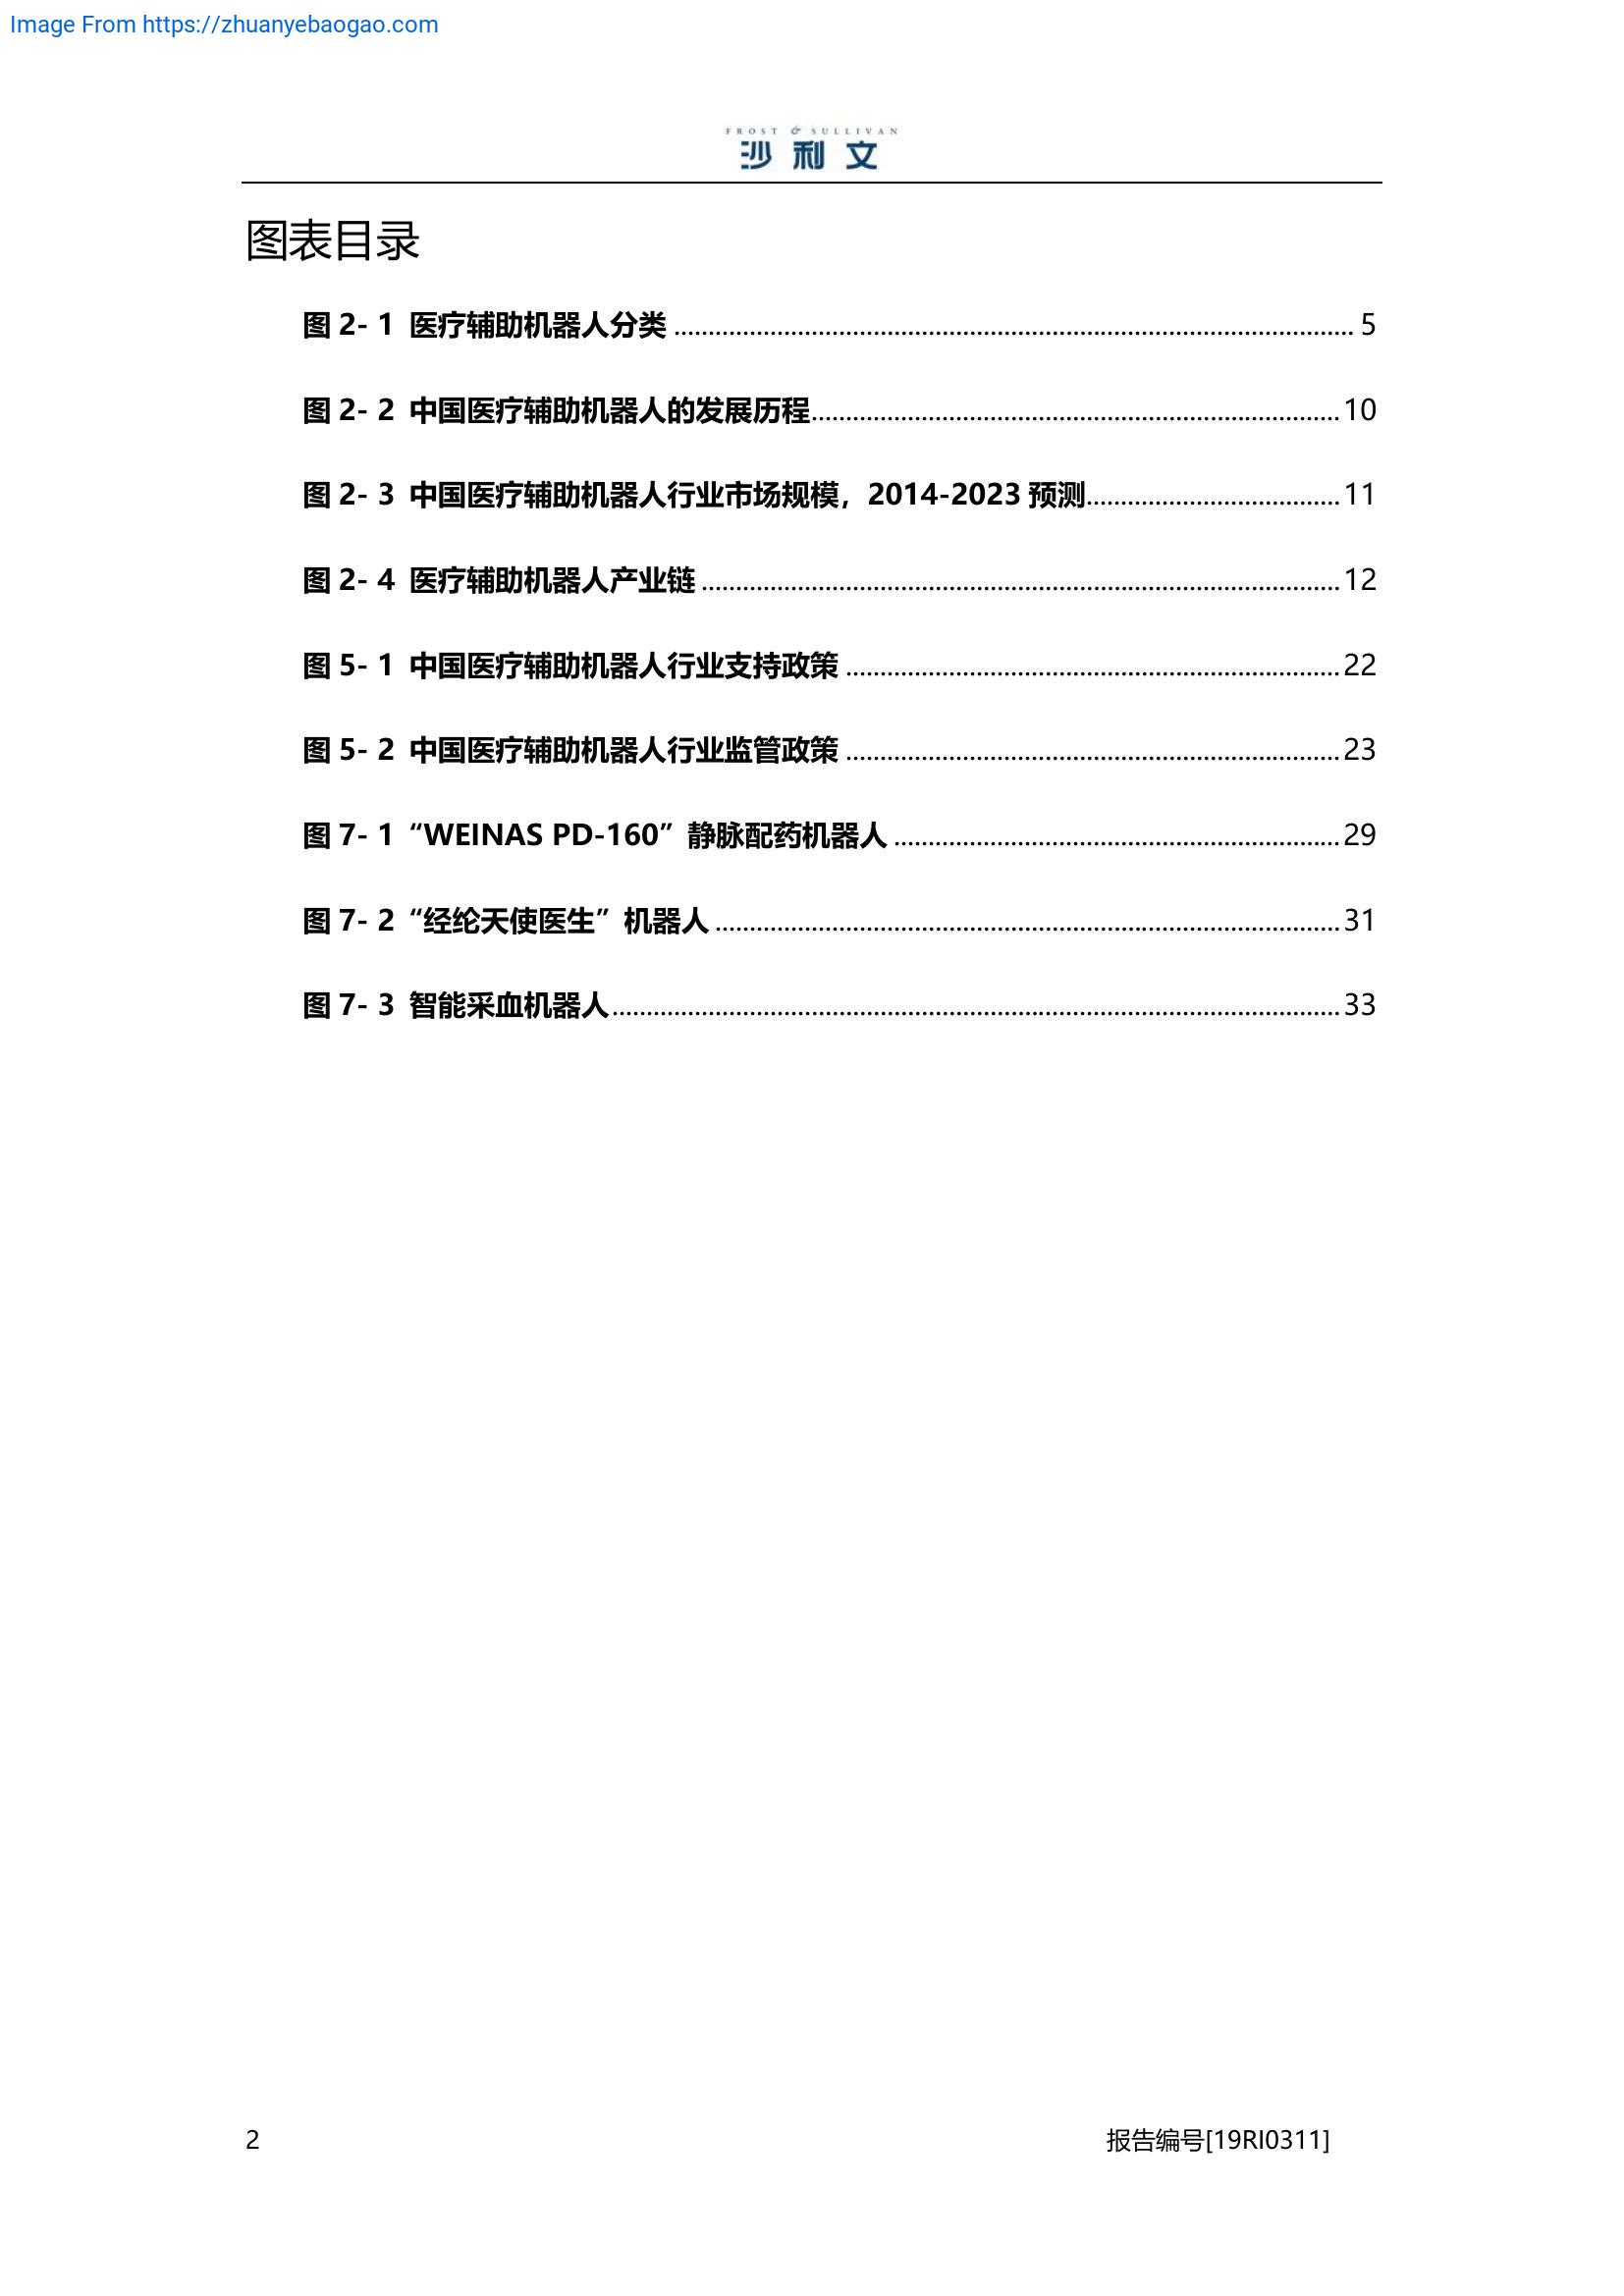 Image From https://zhuanyebaogao.com
FROST & SULLIVAN
沙利文
图表目录
图 2- 1 医疗辅助机器人分类 ........................................ 5
图 2- 2 中国医疗辅助机器人的发展历程........................................ 10
图 2- 3 中国医疗辅助机器人行业市场规模，2014-2023 预测........................................ 11
图 2- 4 医疗辅助机器人产业链 ........................................ 12
图 5- 1 中国医疗辅助机器人行业支持政策 ........................................ 22
图 5- 2 中国医疗辅助机器人行业监管政策 ........................................ 23
图 7- 1 “WEINAS PD-160”静脉配药机器人 ........................................ 29
图 7- 2 “经纶天使医生”机器人 ........................................ 31
图 7- 3 智能采血机器人........................................ 33
2 报告编号[19RI0311]